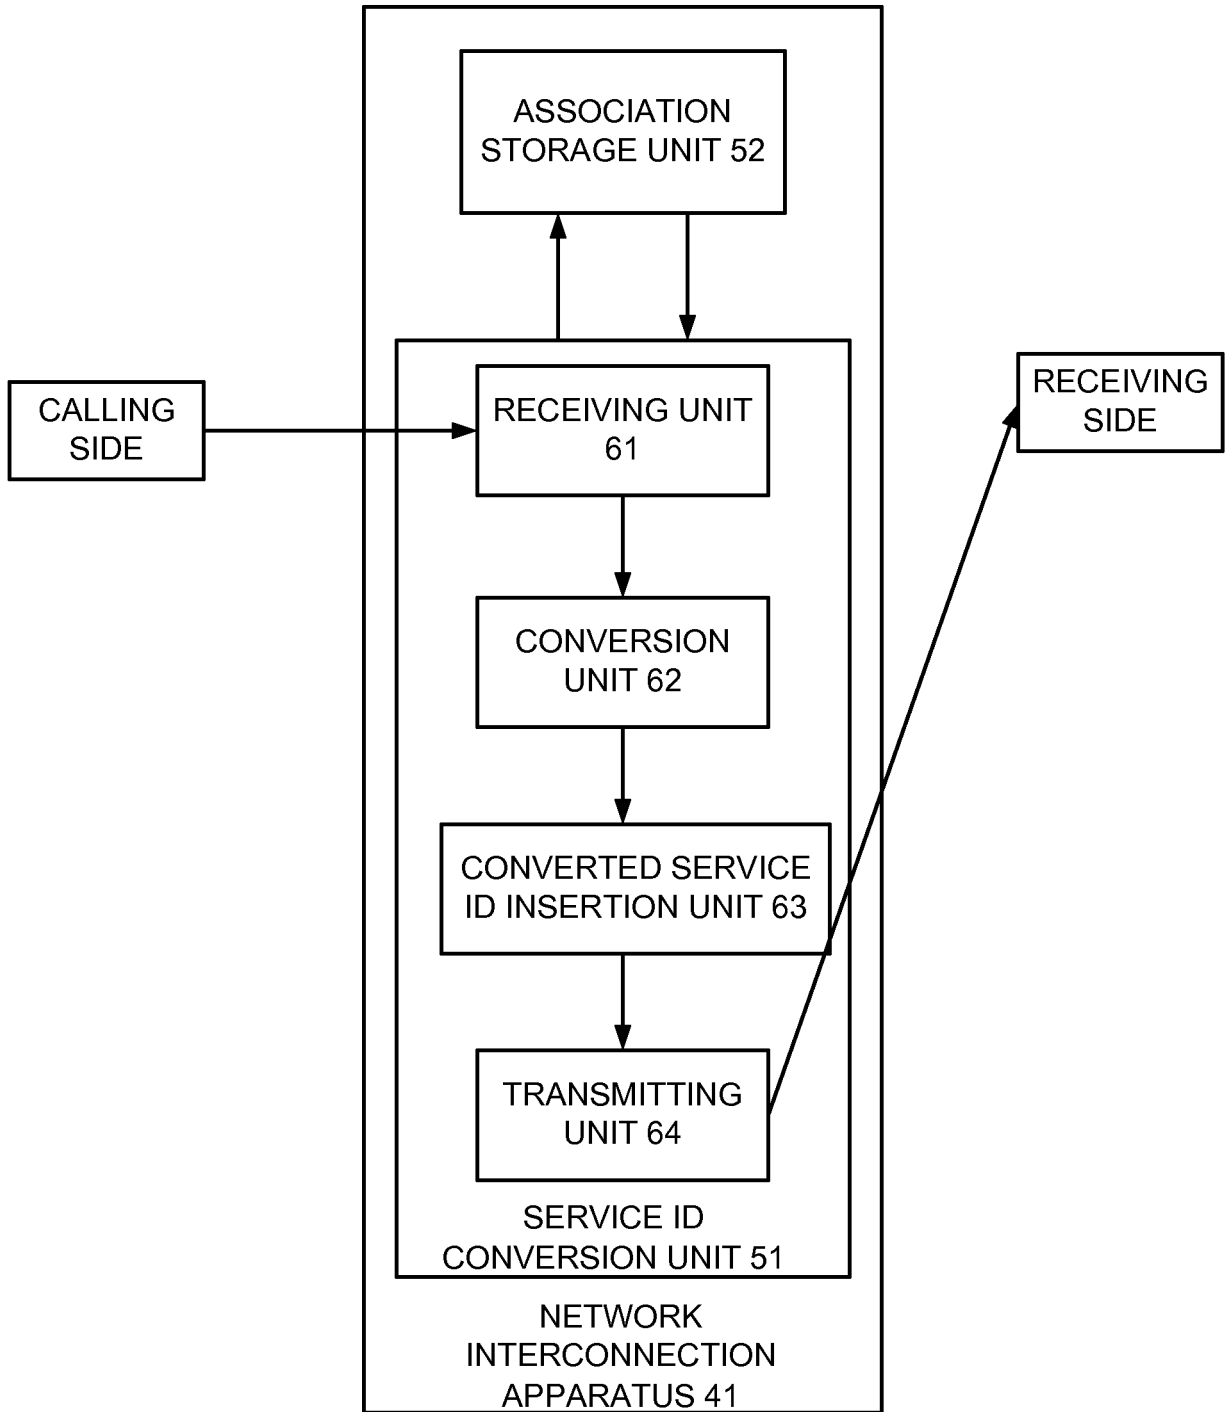 ASSOCIATION
STORAGE UNIT 52
CALLING
SIDE
RECEIVING UNIT
61
RECEIVING
SIDE
CONVERSION
UNIT 62
CONVERTED SERVICE
ID INSERTION UNIT 63
TRANSMITTING
UNIT 64
SERVICE ID
CONVERSION UNIT 51
NETWORK
INTERCONNECTION
APPARATUS 41